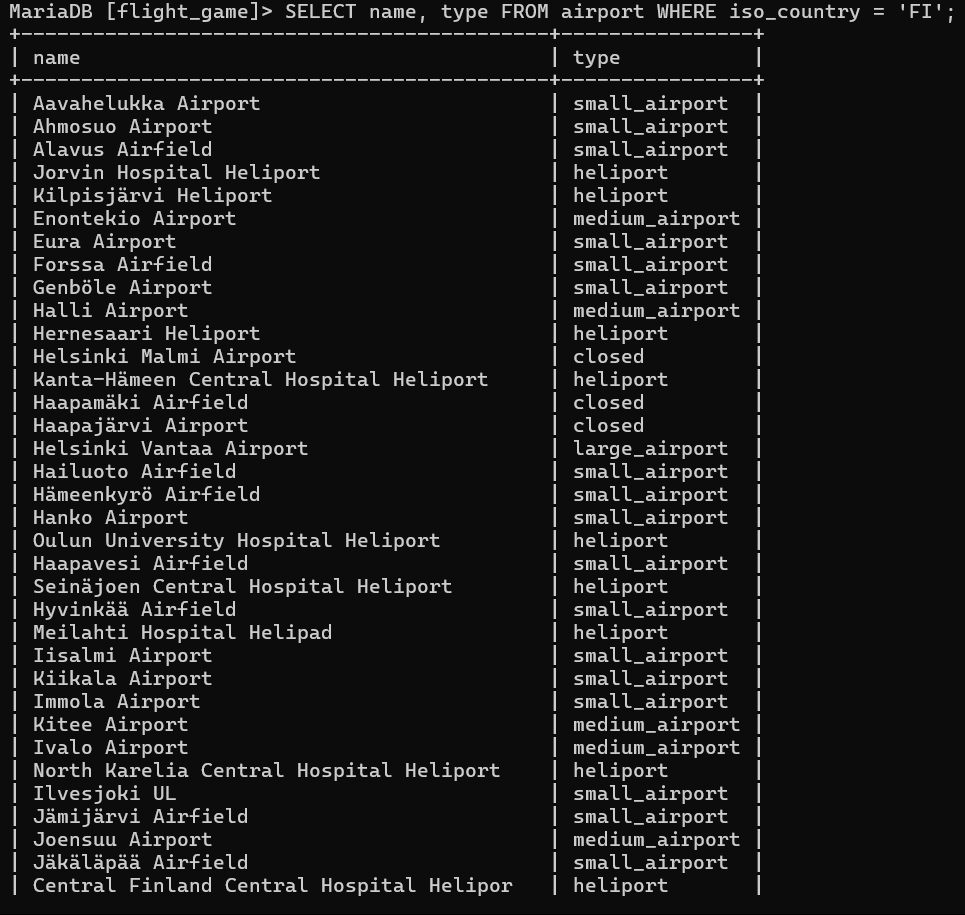 MariaDB [flight_game]> SELECT name, type FROM airport WHERE iso_country = 'FI';
+-------------------------------------------+----------------+
| name                                       | type           |
+-------------------------------------------+----------------+
| Aavahelukka Airport                        | small_airport  |
| Ahmosuo Airport                            | small_airport  |
| Alavus Airfield                            | small_airport  |
| Jorvin Hospital Heliport                   | heliport       |
| Kilpisjärvi Heliport                       | heliport       |
| Enontekio Airport                          | medium_airport |
| Eura Airport                               | small_airport  |
| Forssa Airfield                            | small_airport  |
| Genböle Airport                            | small_airport  |
| Halli Airport                              | medium_airport |
| Hernesaari Heliport                        | heliport       |
| Helsinki Malmi Airport                     | closed         |
| Kanta-Hämeen Central Hospital Heliport     | heliport       |
| Haapamäki Airfield                         | closed         |
| Haapajärvi Airport                         | closed         |
| Helsinki Vantaa Airport                    | large_airport  |
| Hailuoto Airfield                          | small_airport  |
| Hämeenkyrö Airfield                        | small_airport  |
| Hanko Airport                              | small_airport  |
| Oulun University Hospital Heliport         | heliport       |
| Haapavesi Airfield                         | small_airport  |
| Seinäjoen Central Hospital Heliport        | heliport       |
| Hyvinkää Airfield                          | small_airport  |
| Meilahti Hospital Helipad                  | heliport       |
| Iisalmi Airport                            | small_airport  |
| Kiikala Airport                            | small_airport  |
| Immola Airport                             | small_airport  |
| Kitee Airport                              | medium_airport |
| Ivalo Airport                              | medium_airport |
| North Karelia Central Hospital Heliport    | heliport       |
| Ilvesjoki UL                               | small_airport  |
| Jämijärvi Airfield                         | small_airport  |
| Joensuu Airport                            | medium_airport |
| Jäkäläpää Airfield                         | small_airport  |
| Central Finland Central Hospital Helipor   | heliport       |